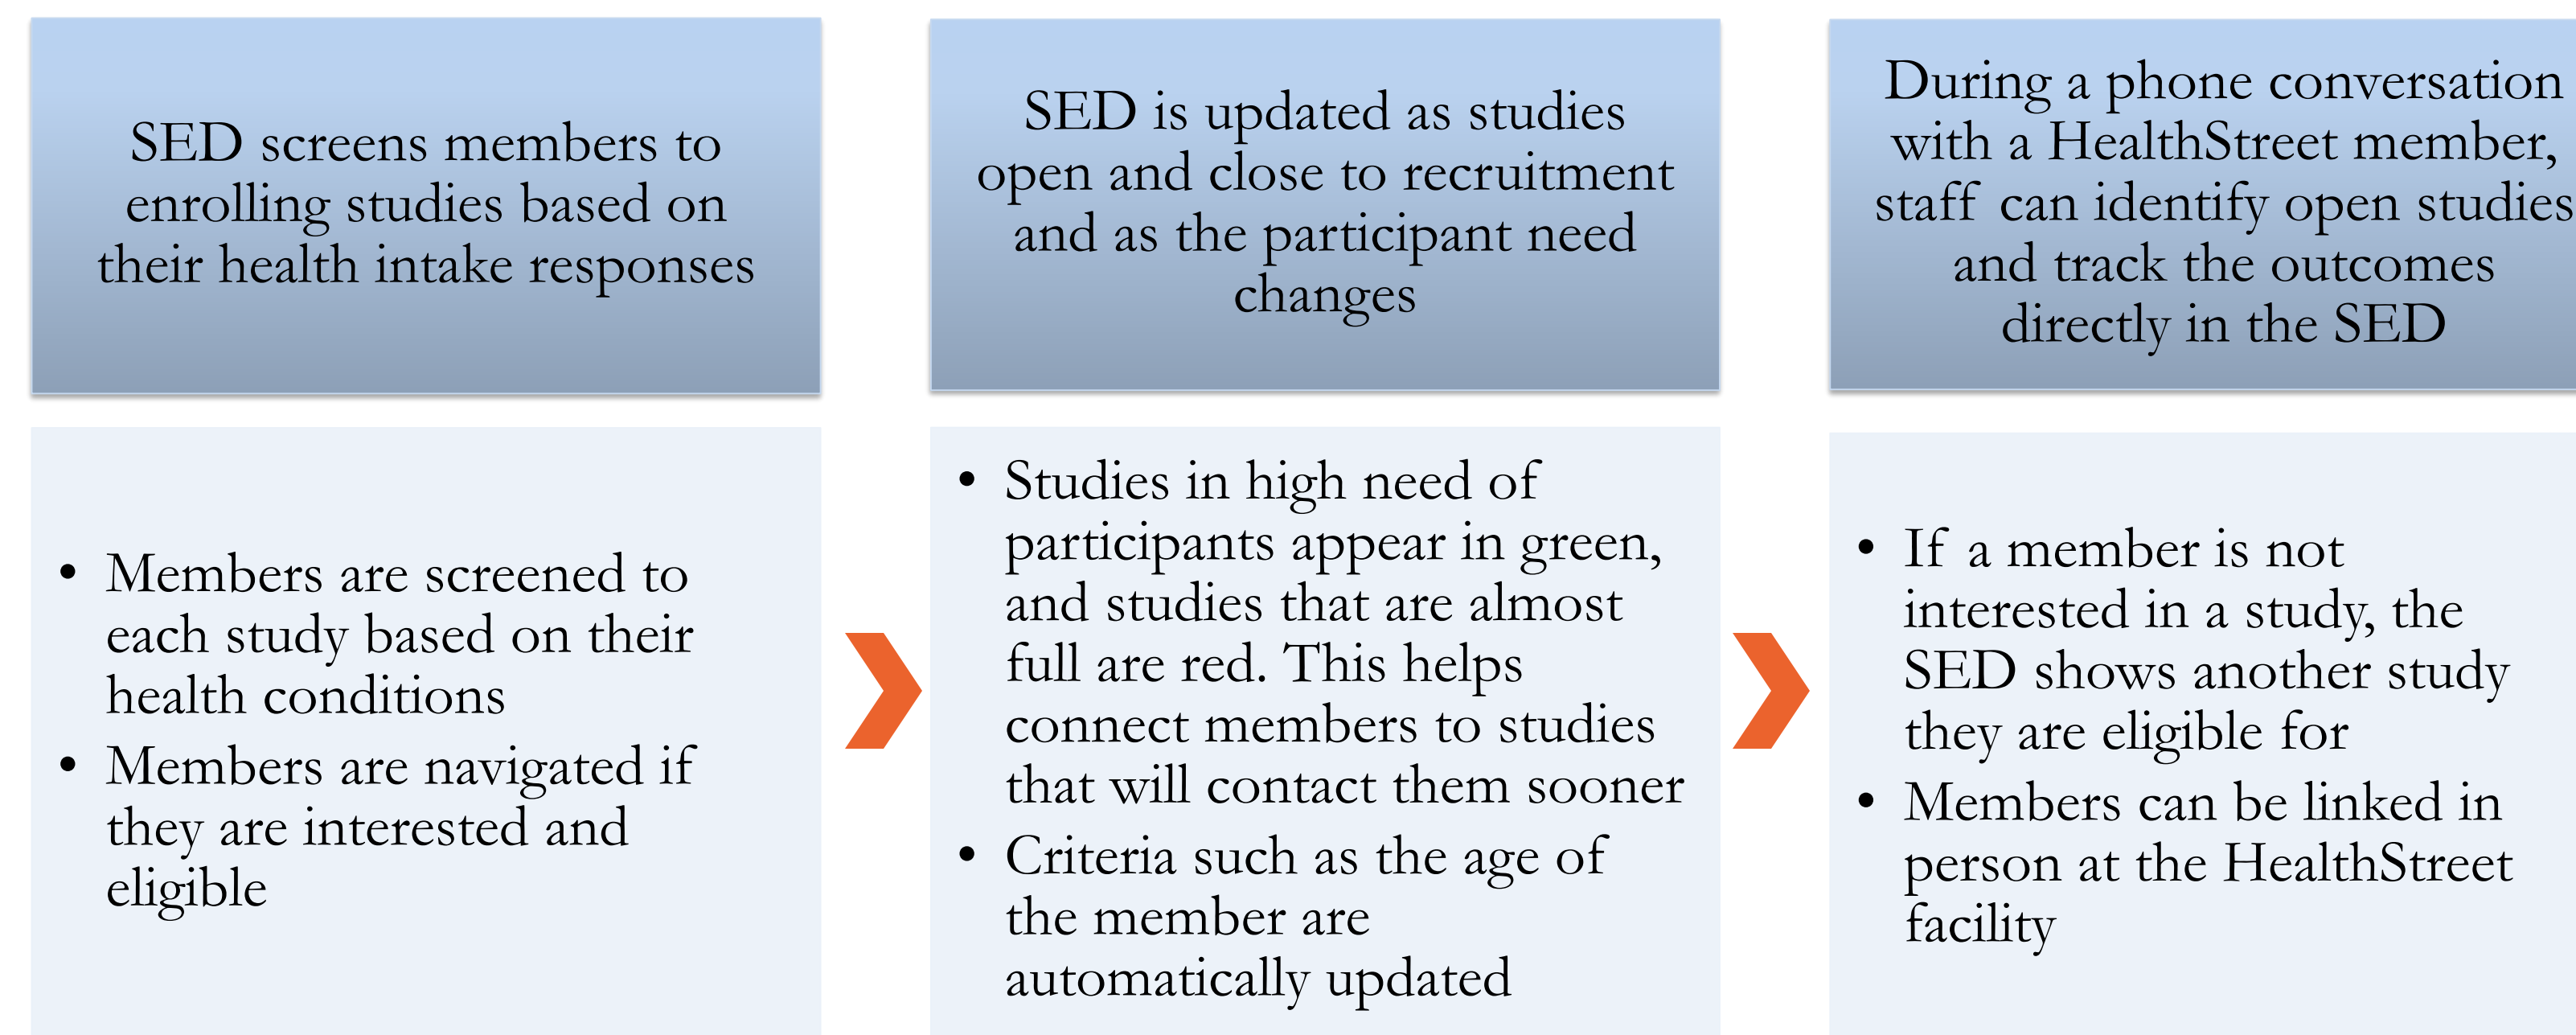 SED screens members to
enrolling studies based on
their health intake responses
• Members are screened to
each study based on their
health conditions
• Members are navigated if
they are interested and
eligible
SED is updated as studies
open and close to recruitment
and as the participant need
changes
• Studies in high need of
participants appear in green,
and studies that are almost
full are red. This helps
connect members to studies
that will contact them sooner
• Criteria such as the age of
the member are
automatically updated
During a phone conversation
with a HealthStreet member,
staff can identify open studies
and track the outcomes
directly in the SED
• If a member is not
interested in a study, the
SED shows another study
they are eligible for
• Members can be linked in
person at the HealthStreet
facility